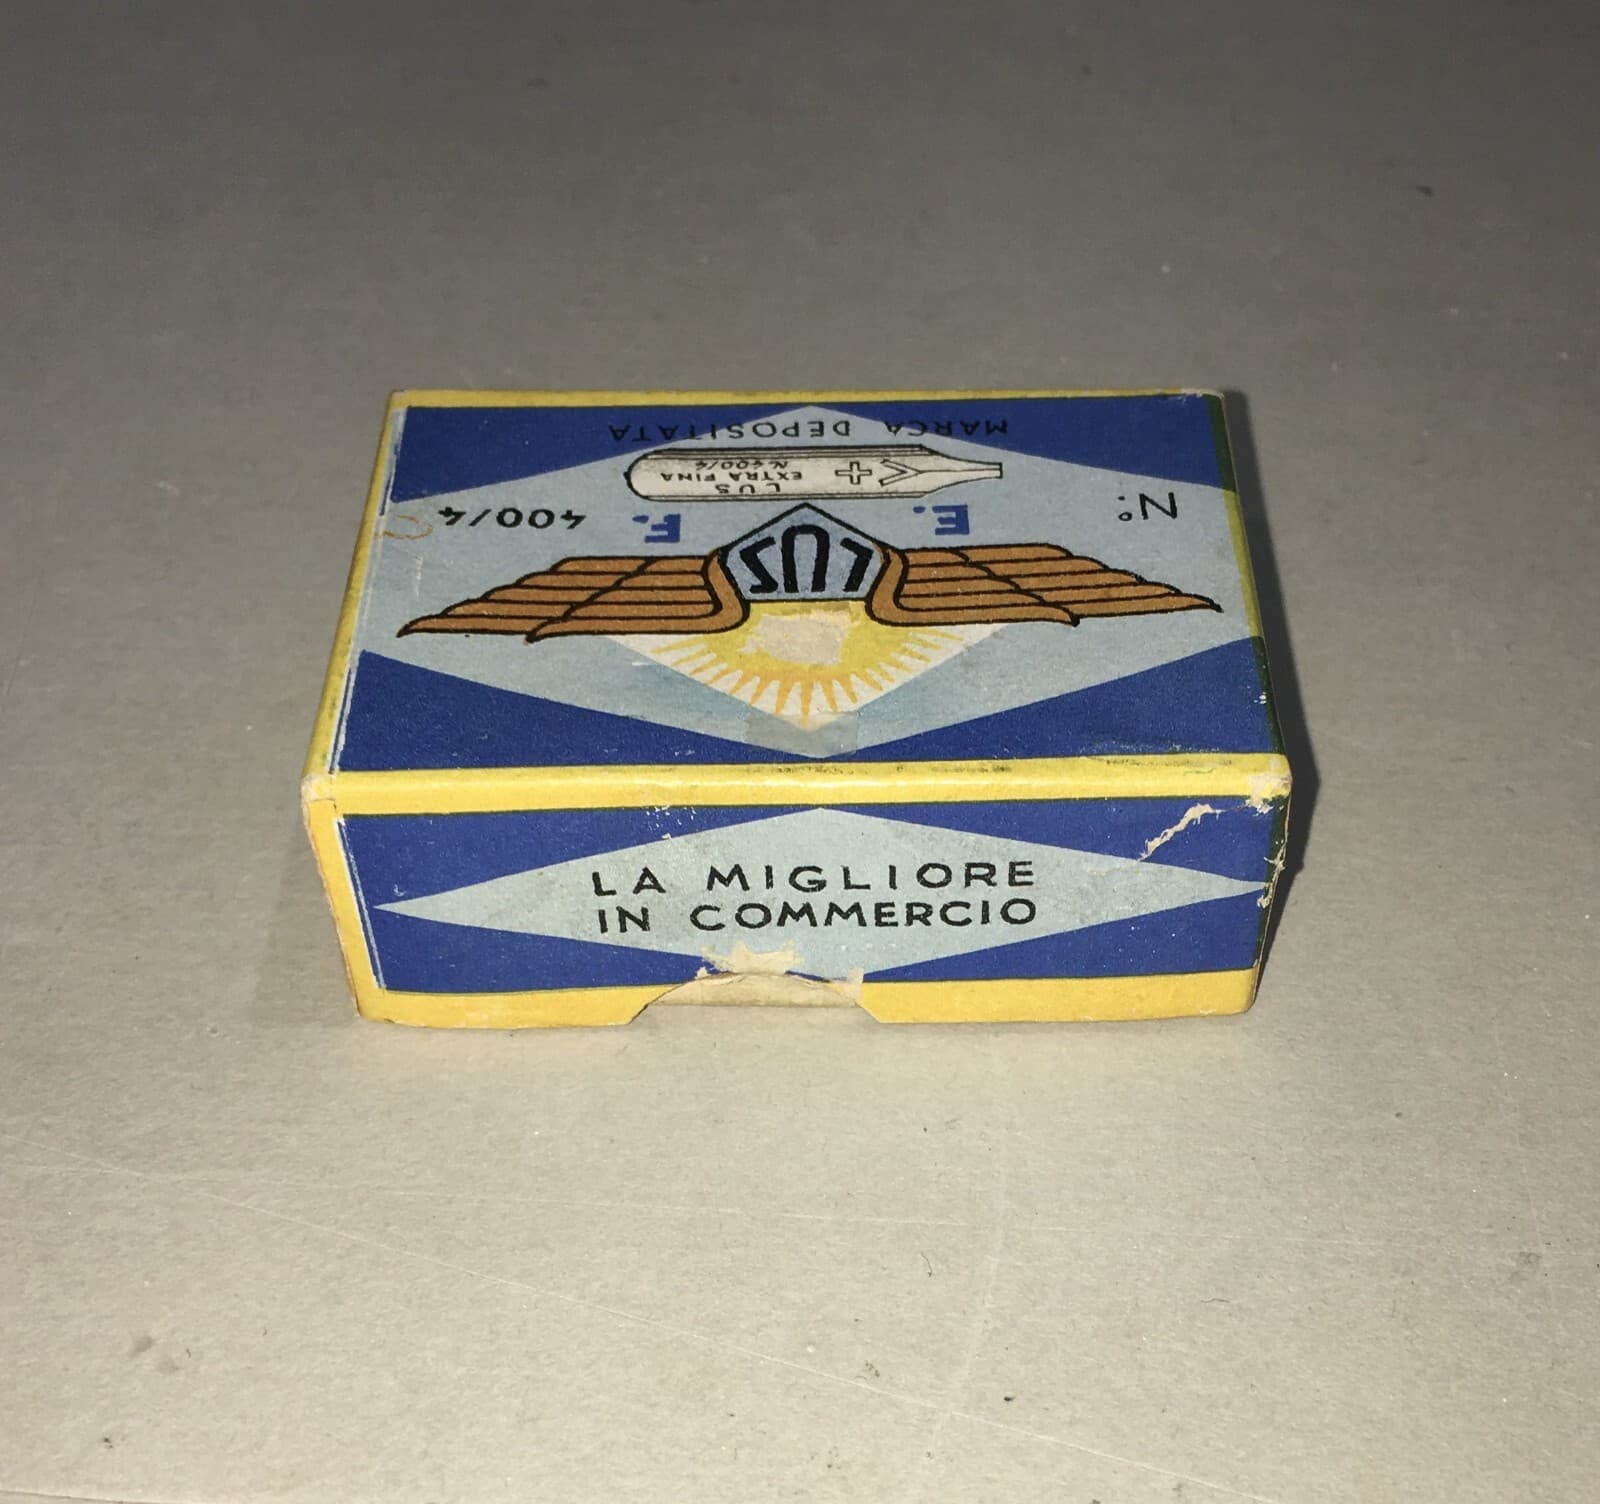 MARCA DEPOSITATA
LUS
EXTRA FINA
N. 400/4
N.° E. F. 400/4
LUS
LA MIGLIORE
IN COMMERCIO